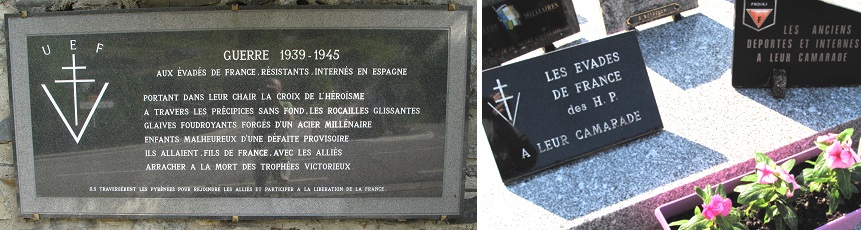 U E F
GUERRE 1939-1945
AUX ÉVADÉS DE FRANCE. RÉSISTANTS. INTERNÉS EN ESPAGNE
PORTANT DANS LEUR CHAIR LA CROIX DE L'HÉROÏSME
A TRAVERS LES PRÉCIPICES SANS FOND. LES ROCAILLES GLISSANTES
GLAIVES FOUDROYANTS FORGÉS D'UN ACIER MILLÉNAIRE
ENFANTS MALHEUREUX D'UNE DÉFAITE PROVISOIRE
ILS ALLAIENT. FILS DE FRANCE. AVEC LES ALLIÉS
ARRACHER A LA MORT DES TROPHÉES VICTORIEUX
ILS TRAVERSÈRENT LES PYRÉNÉES POUR REJOINDRE LES ALLIÉS ET PARTICIPER A LA LIBÉRATION DE LA FRANCE
MILITAIRES
LES EVADES
DE FRANCE
des H. P.
A LEUR CAMARADE
LES ANCIENS
DEPORTES ET INTERNES
A LEUR CAMARADE